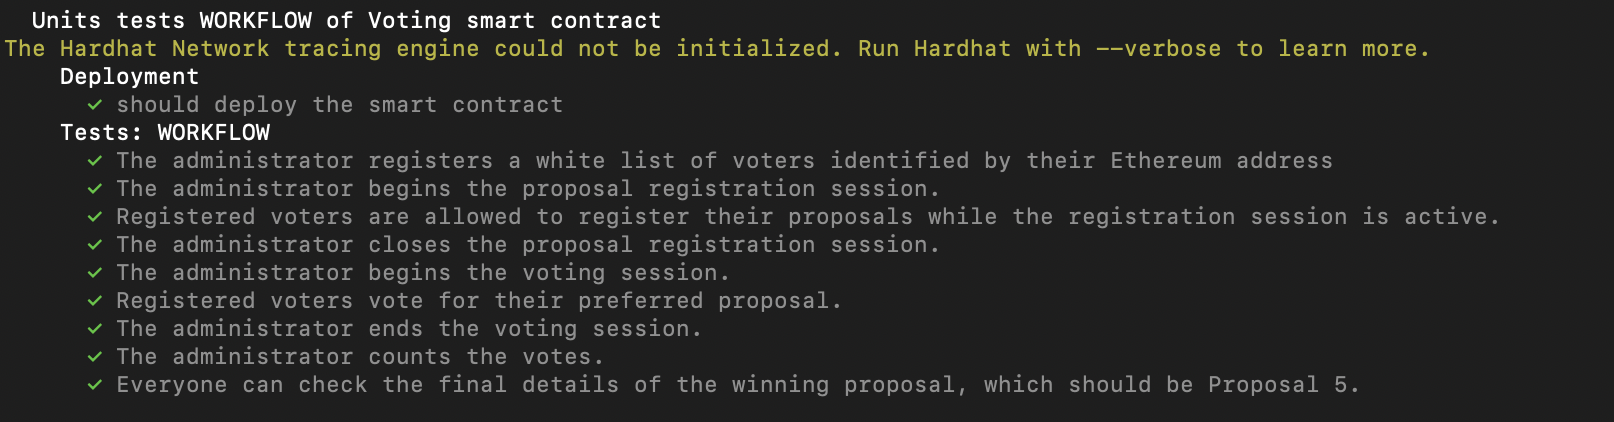 Units tests WORKFLOW of Voting smart contract
The Hardhat Network tracing engine could not be initialized. Run Hardhat with --verbose to learn more.
Deployment
✓ should deploy the smart contract
Tests: WORKFLOW
✓ The administrator registers a white list of voters identified by their Ethereum address
✓ The administrator begins the proposal registration session.
✓ Registered voters are allowed to register their proposals while the registration session is active.
✓ The administrator closes the proposal registration session.
✓ The administrator begins the voting session.
✓ Registered voters vote for their preferred proposal.
✓ The administrator ends the voting session.
✓ The administrator counts the votes.
✓ Everyone can check the final details of the winning proposal, which should be Proposal 5.